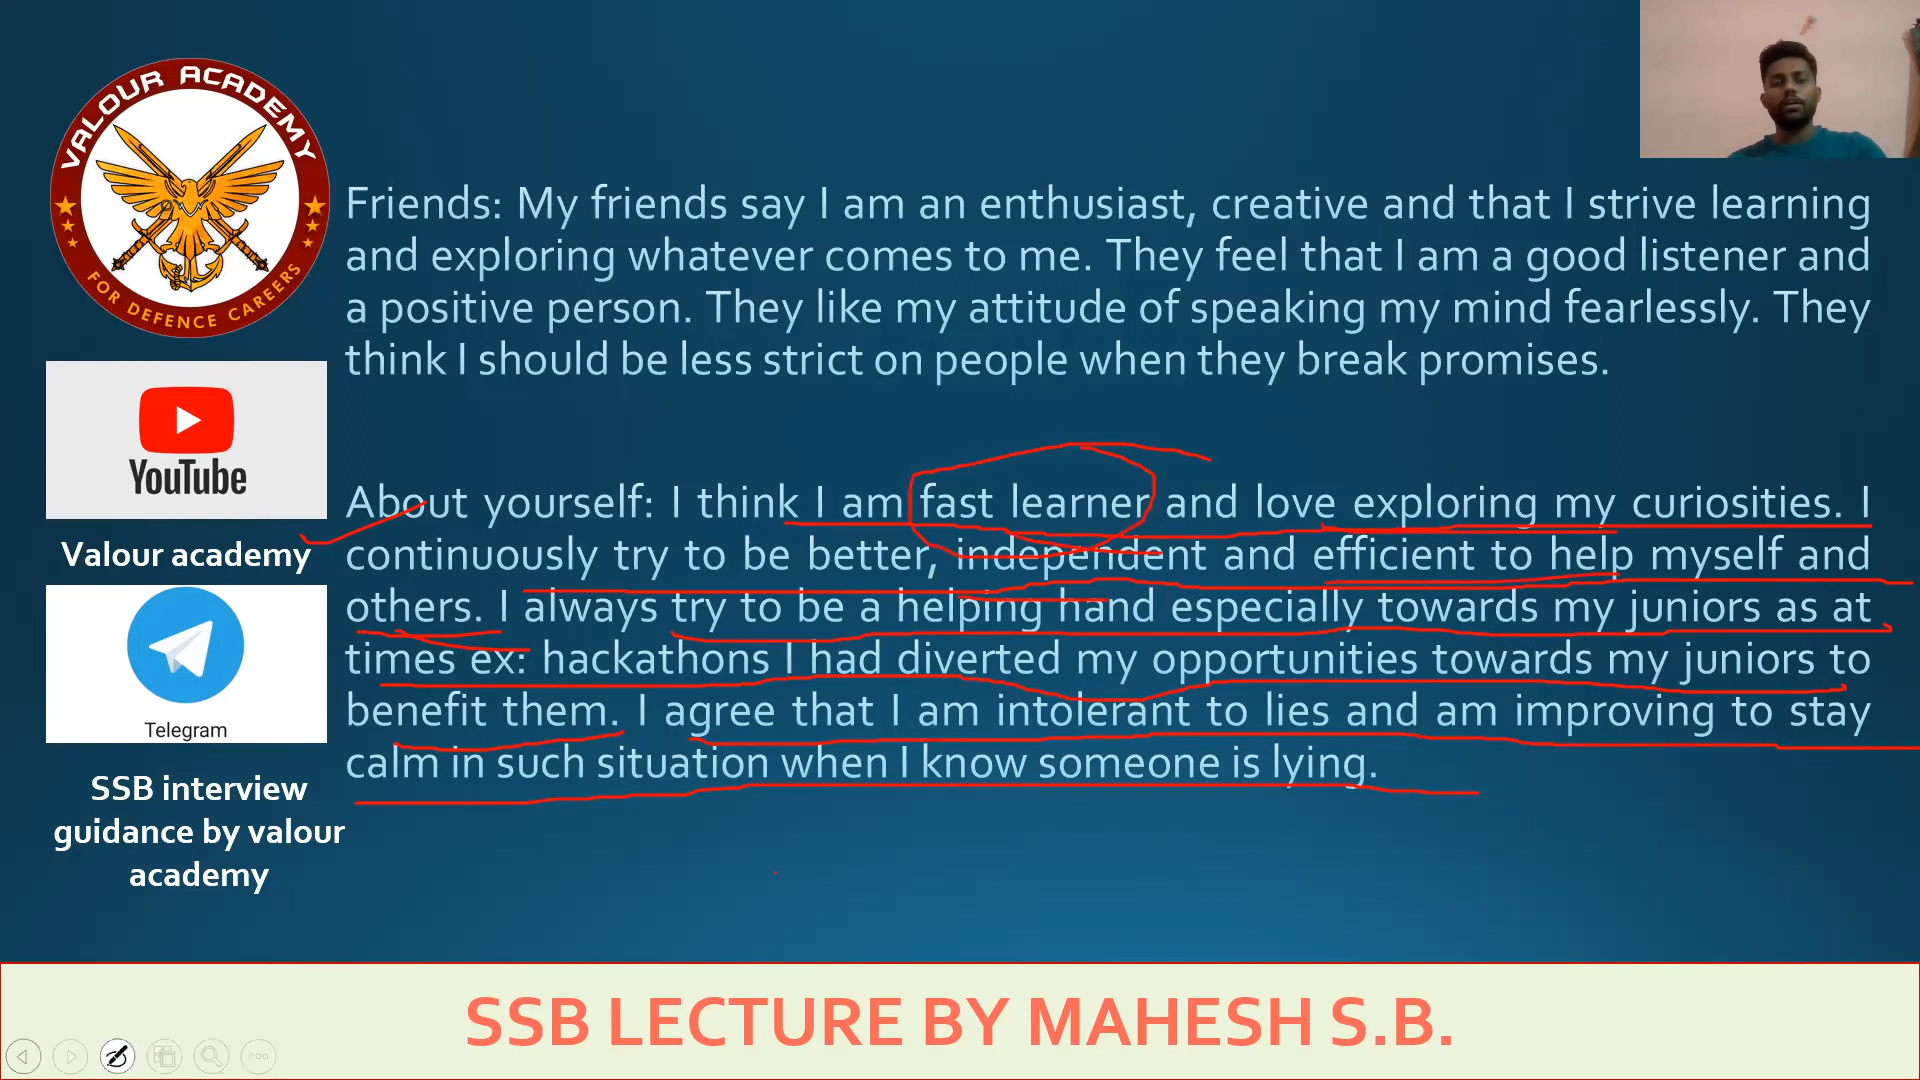 VALOUR ACADEMY
FOR DEFENCE CAREERS
YouTube
Valour academy
Telegram
SSB interview
guidance by valour
academy
Friends: My friends say I am an enthusiast, creative and that I strive learning
and exploring whatever comes to me. They feel that I am a good listener and
a positive person. They like my attitude of speaking my mind fearlessly. They
think I should be less strict on people when they break promises.
About yourself: I think I am fast learner and love exploring my curiosities. I
continuously try to be better, independent and efficient to help myself and
others. I always try to be a helping hand especially towards my juniors as at
times ex: hackathons I had diverted my opportunities towards my juniors to
benefit them. I agree that I am intolerant to lies and am improving to stay
calm in such situation when I know someone is lying.
SSB LECTURE BY MAHESH S.B.